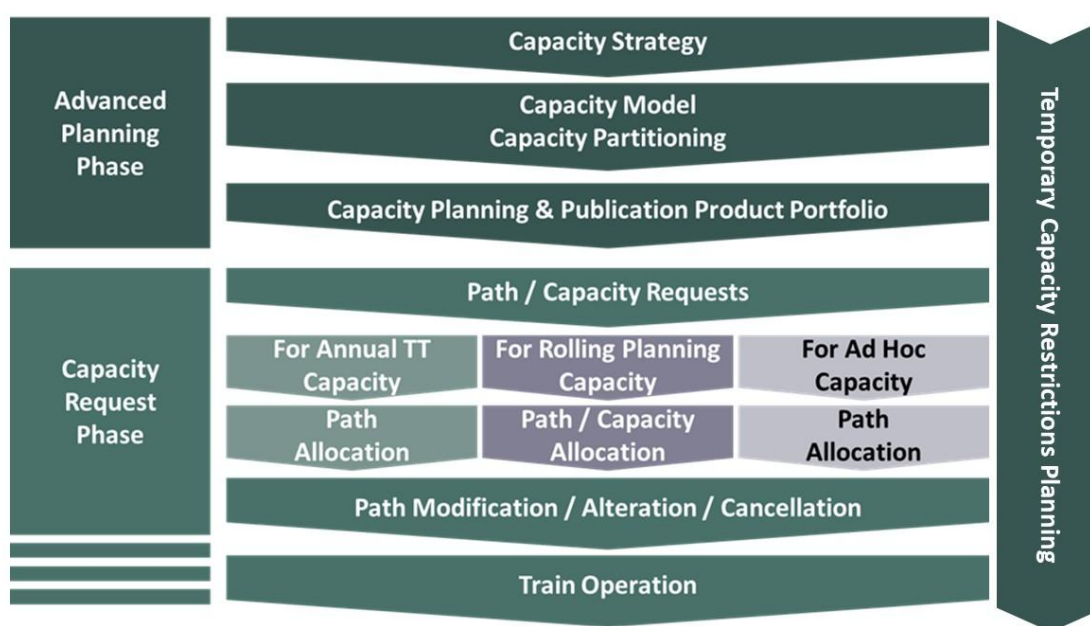 Advanced
Planning
Phase
Capacity Strategy
Capacity Model
Capacity Partitioning
Capacity Planning & Publication Product Portfolio
Capacity
Request
Phase
Path / Capacity Requests
For Annual TT
Capacity
For Rolling Planning
Capacity
For Ad Hoc
Capacity
Path
Allocation
Path / Capacity
Allocation
Path
Allocation
Path Modification / Alteration / Cancellation
Train Operation
Temporary Capacity Restrictions Planning